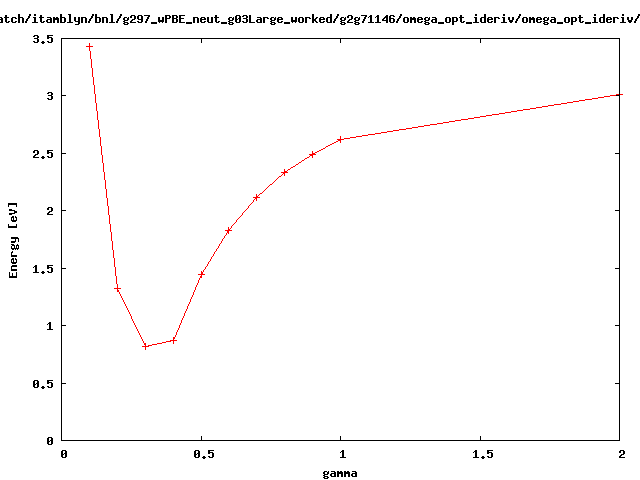 atch/itamblyn/bnl/g297_wPBE_neut_g03Large_worked/g2g71146/omega_opt_ideriv/omega_opt_ideriv/
3.5
3
2.5
2
1.5
1
0.5
0
Energy [eV]
0 0.5 1 1.5 2
gamma